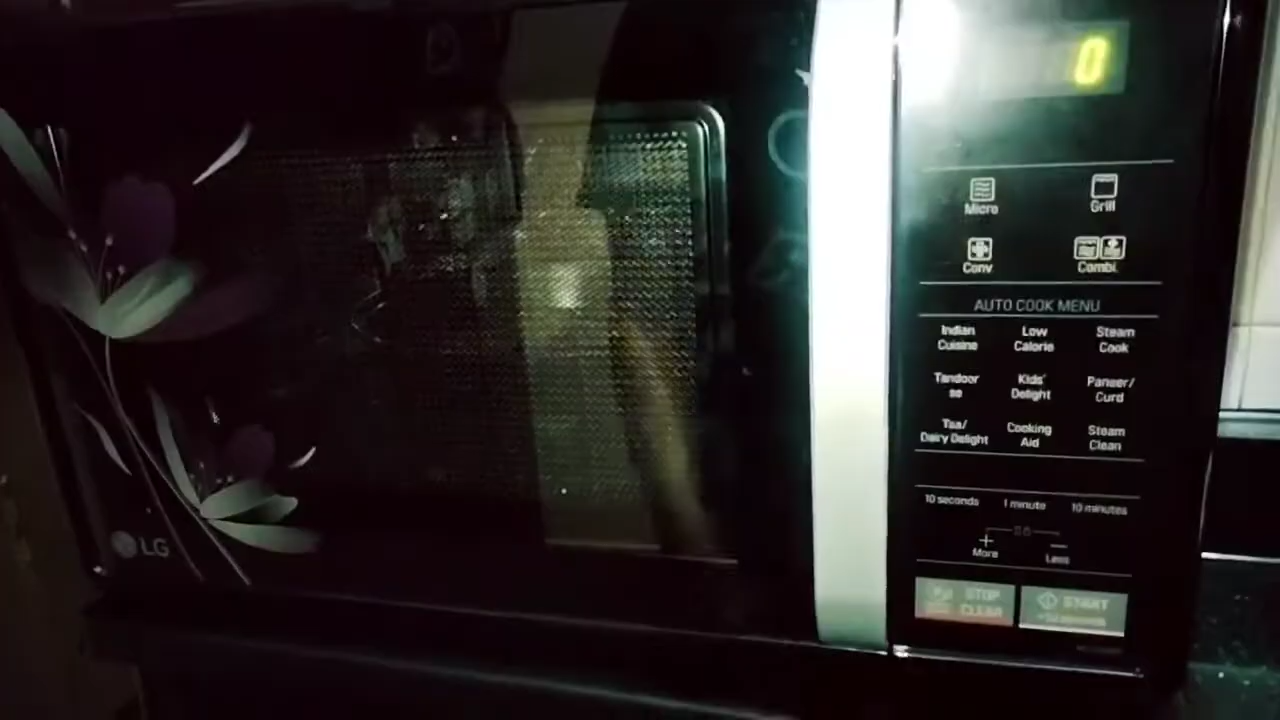 0
Micro
Grill
Conv
Combi.
AUTO COOK MENU
Indian
Cuisine
Low
Calorie
Steam
Cook
Tandoor
se
Kids'
Delight
Paneer/
Curd
Tea/
Dairy Delight
Cooking
Aid
Steam
Clean
10 seconds
1 minute
10 minutes
+
More
−
Less
STOP
CLEAR
START
LG